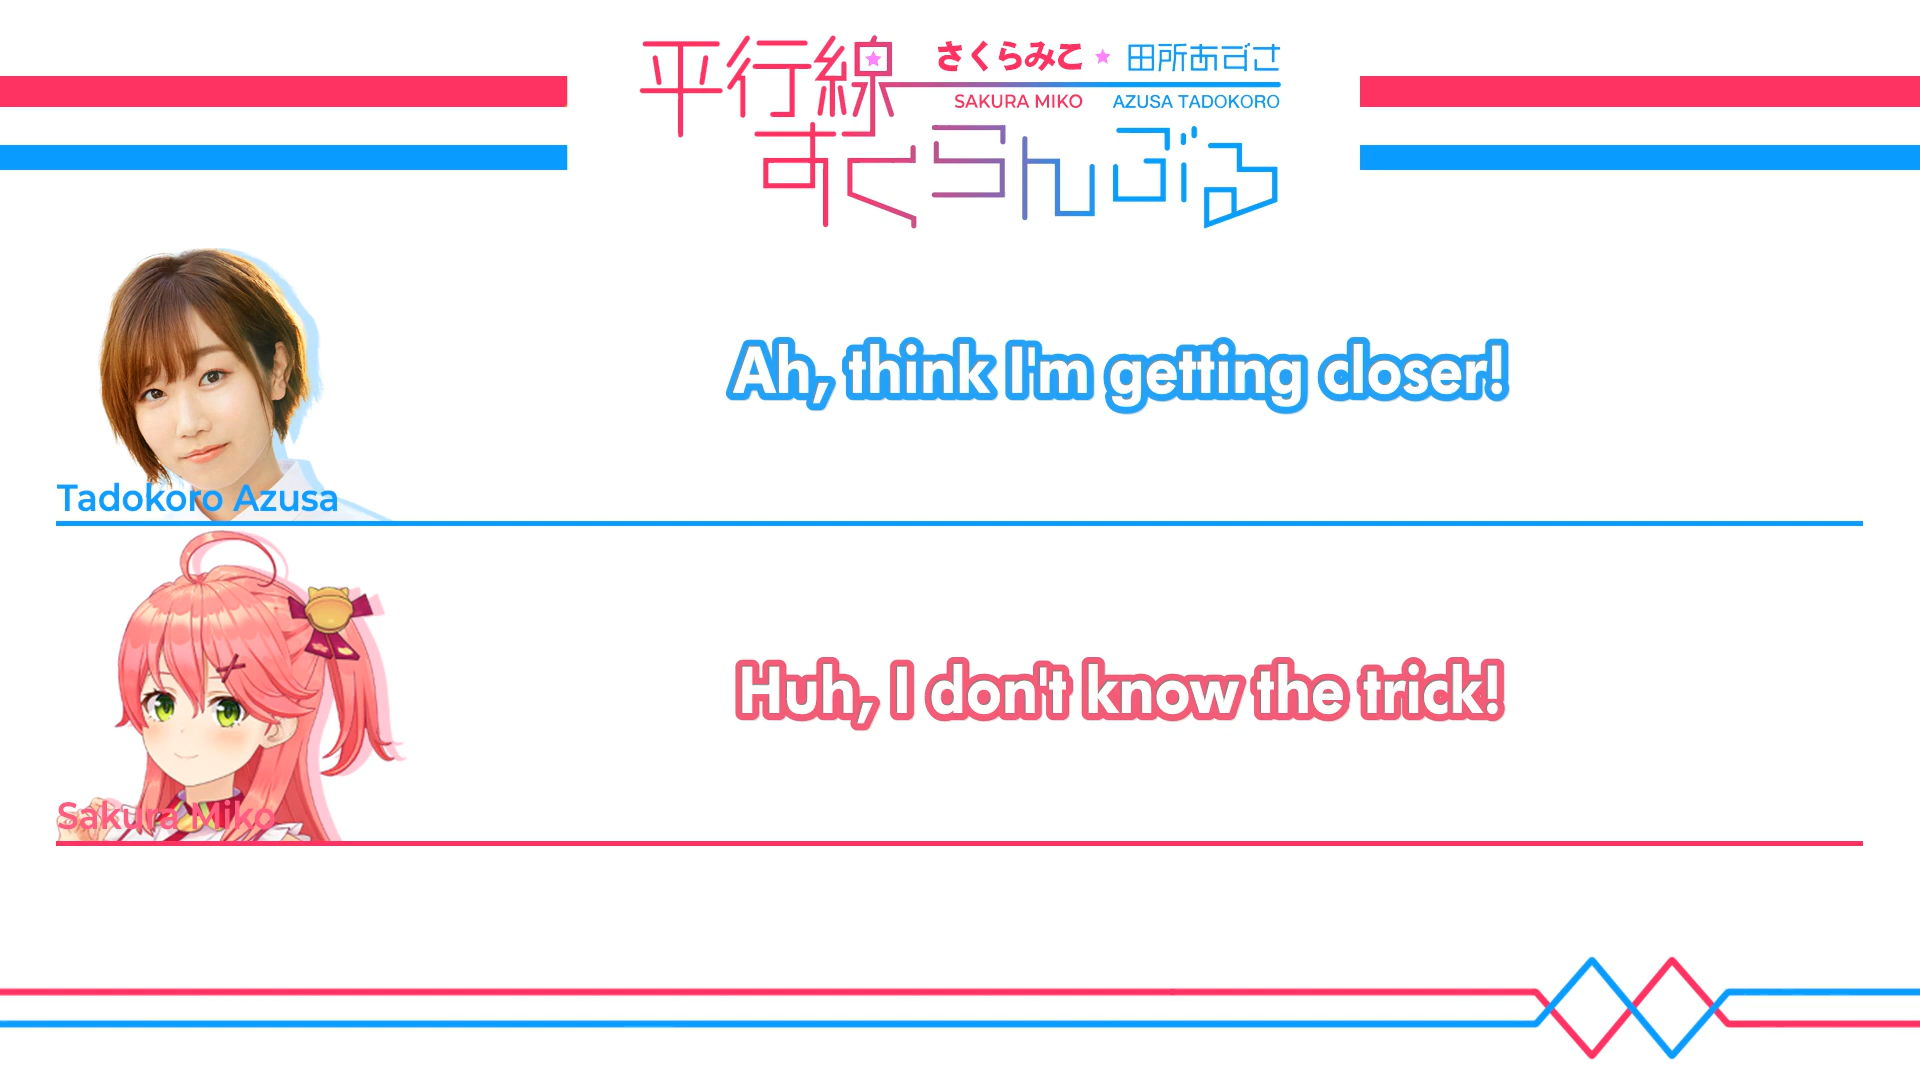 平行線
さくらみこ★田所あずさ
SAKURA MIKO AZUSA TADOKORO
すくらんぶる
Ah, think I'm getting closer!
Tadokoro Azusa
Huh, I don't know the trick!
Sakura Miko